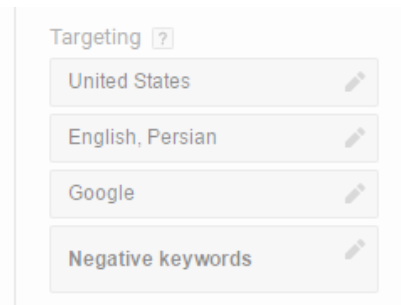 Targeting ?
United States
English, Persian
Google
Negative keywords